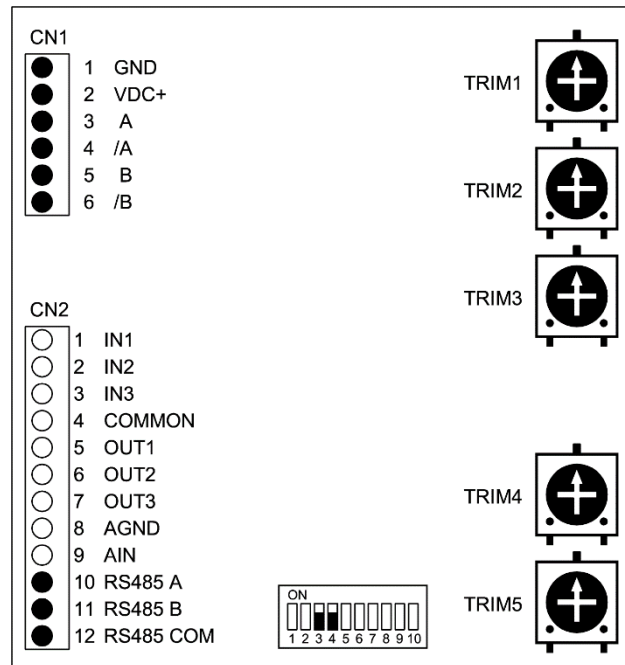 CN1
1 GND
2 VDC+
3 A
4 /A
5 B
6 /B
TRIM1
TRIM2
TRIM3
CN2
1 IN1
2 IN2
3 IN3
4 COMMON
5 OUT1
6 OUT2
7 OUT3
8 AGND
9 AIN
10 RS485 A
11 RS485 B
12 RS485 COM
ON
1 2 3 4 5 6 7 8 9 10
TRIM4
TRIM5